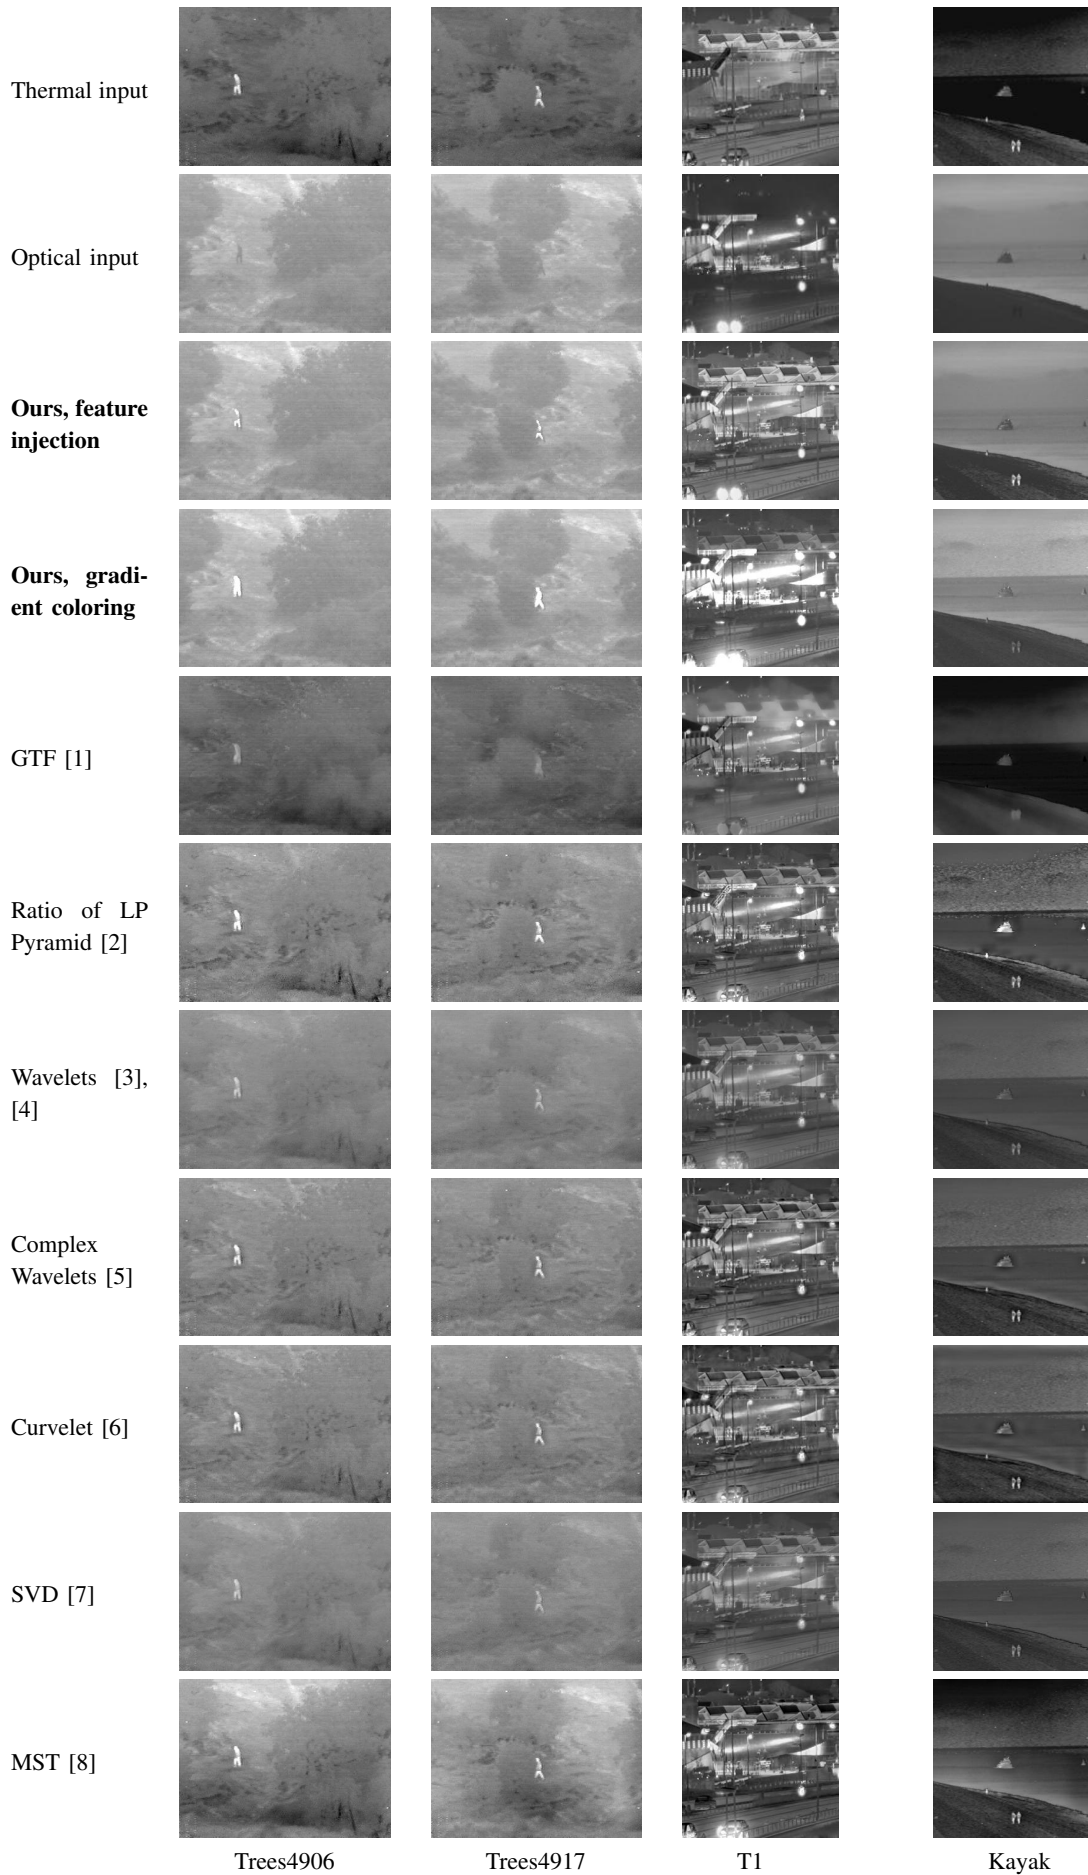 Thermal input
Optical input
Ours, feature
injection
Ours, gradi-
ent coloring
GTF [1]
Ratio of LP
Pyramid [2]
Wavelets [3],
[4]
Complex
Wavelets [5]
Curvelet [6]
SVD [7]
MST [8]
Trees4906 Trees4917 T1 Kayak